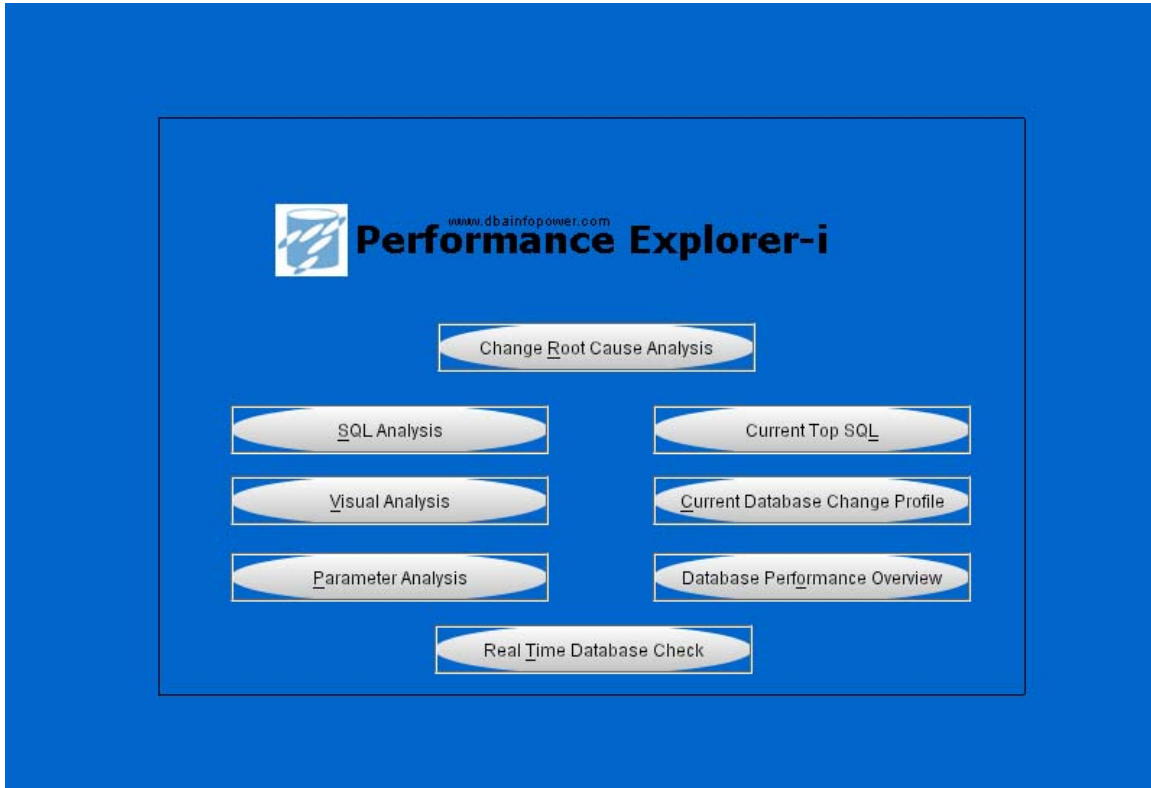 www.dbainfopower.com
Performance Explorer-i
Change Root Cause Analysis
SQL Analysis
Current Top SQL
Visual Analysis
Current Database Change Profile
Parameter Analysis
Database Performance Overview
Real Time Database Check